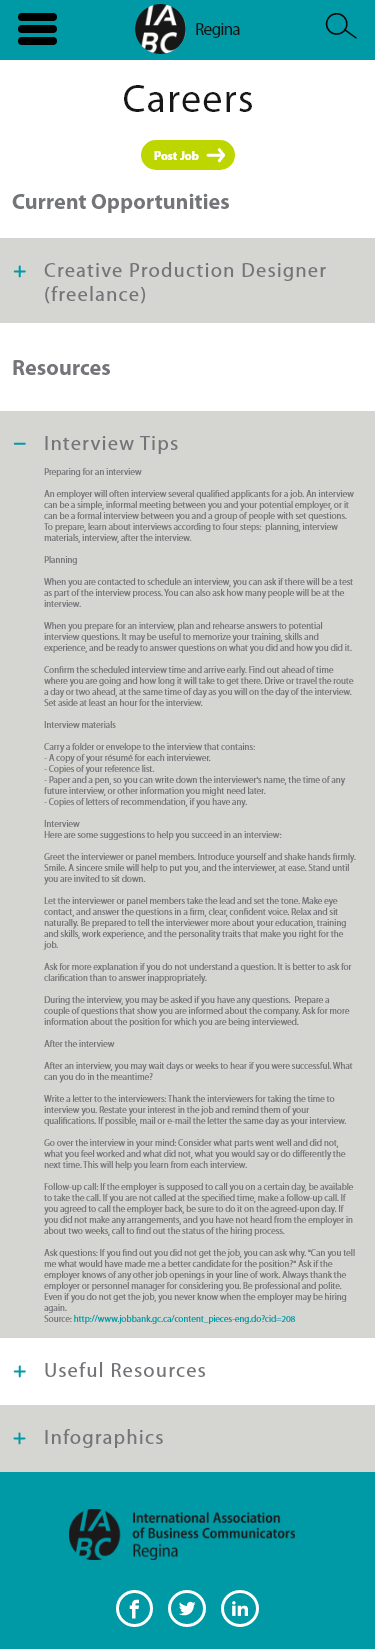 IA
BC
Regina
Careers
Post Job
Current Opportunities
+ Creative Production Designer
(freelance)
Resources
− Interview Tips
Preparing for an interview
An employer will often interview several qualified applicants for a job. An interview
can be a simple, informal meeting between you and your potential employer, or it
can be a formal interview between you and a group of people with set questions.
To prepare, learn about interviews according to four steps:  planning, interview
materials, interview, after the interview.
Planning
When you are contacted to schedule an interview, you can ask if there will be a test
as part of the interview process. You can also ask how many people will be at the
interview.
When you prepare for an interview, plan and rehearse answers to potential
interview questions. It may be useful to memorize your training, skills and
experience, and be ready to answer questions on what you did and how you did it.
Confirm the scheduled interview time and arrive early. Find out ahead of time
where you are going and how long it will take to get there. Drive or travel the route
a day or two ahead, at the same time of day as you will on the day of the interview.
Set aside at least an hour for the interview.
Interview materials
Carry a folder or envelope to the interview that contains:
- A copy of your résumé for each interviewer.
- Copies of your reference list.
- Paper and a pen, so you can write down the interviewer's name, the time of any
future interview, or other information you might need later.
- Copies of letters of recommendation, if you have any.
Interview
Here are some suggestions to help you succeed in an interview:
Greet the interviewer or panel members. Introduce yourself and shake hands firmly.
Smile. A sincere smile will help to put you, and the interviewer, at ease. Stand until
you are invited to sit down.
Let the interviewer or panel members take the lead and set the tone. Make eye
contact, and answer the questions in a firm, clear, confident voice. Relax and sit
naturally. Be prepared to tell the interviewer more about your education, training
and skills, work experience, and the personality traits that make you right for the
job.
Ask for more explanation if you do not understand a question. It is better to ask for
clarification than to answer inappropriately.
During the interview, you may be asked if you have any questions.  Prepare a
couple of questions that show you are informed about the company. Ask for more
information about the position for which you are being interviewed.
After the interview
After an interview, you may wait days or weeks to hear if you were successful. What
can you do in the meantime?
Write a letter to the interviewers: Thank the interviewers for taking the time to
interview you. Restate your interest in the job and remind them of your
qualifications. If possible, mail or e-mail the letter the same day as your interview.
Go over the interview in your mind: Consider what parts went well and did not,
what you feel worked and what did not, what you would say or do differently the
next time. This will help you learn from each interview.
Follow-up call: If the employer is supposed to call you on a certain day, be available
to take the call. If you are not called at the specified time, make a follow-up call. If
you agreed to call the employer back, be sure to do it on the agreed-upon day. If
you did not make any arrangements, and you have not heard from the employer in
about two weeks, call to find out the status of the hiring process.
Ask questions: If you find out you did not get the job, you can ask why. "Can you tell
me what would have made me a better candidate for the position?" Ask if the
employer knows of any other job openings in your line of work. Always thank the
employer or personnel manager for considering you. Be professional and polite.
Even if you do not get the job, you never know when the employer may be hiring
again.
Source: http://www.jobbank.gc.ca/content_pieces-eng.do?cid=208
+ Useful Resources
+ Infographics
IA
BC
International Association
of Business Communicators
Regina
f
in